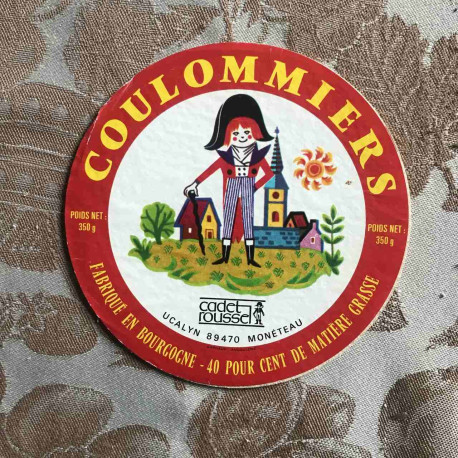 COULOMMIERS
POIDS NET :
350 g
POIDS NET :
350 g
cadet
roussel
UCALYN 89470 MONÉTEAU
FABRIQUÉ EN BOURGOGNE - 40 POUR CENT DE MATIÈRE GRASSE